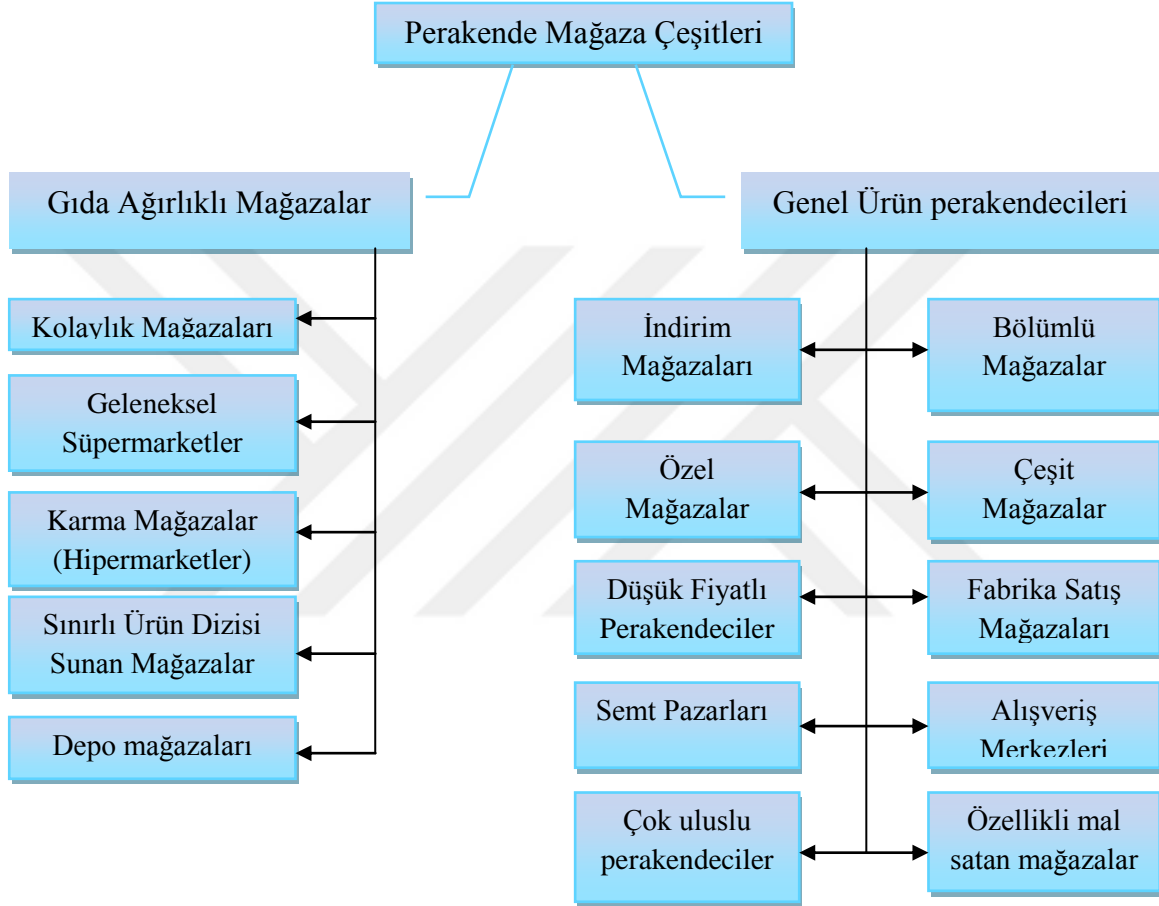 Perakende Mağaza Çeşitleri
Gıda Ağırlıklı Mağazalar
Kolaylık Mağazaları
Geleneksel
Süpermarketler
Karma Mağazalar
(Hipermarketler)
Sınırlı Ürün Dizisi
Sunan Mağazalar
Depo mağazaları
Genel Ürün perakendecileri
İndirim
Mağazaları
Bölümlü
Mağazalar
Özel
Mağazalar
Çeşit
Mağazalar
Düşük Fiyatlı
Perakendeciler
Fabrika Satış
Mağazaları
Semt Pazarları
Alışveriş
Merkezleri
Çok uluslu
perakendeciler
Özellikli mal
satan mağazalar